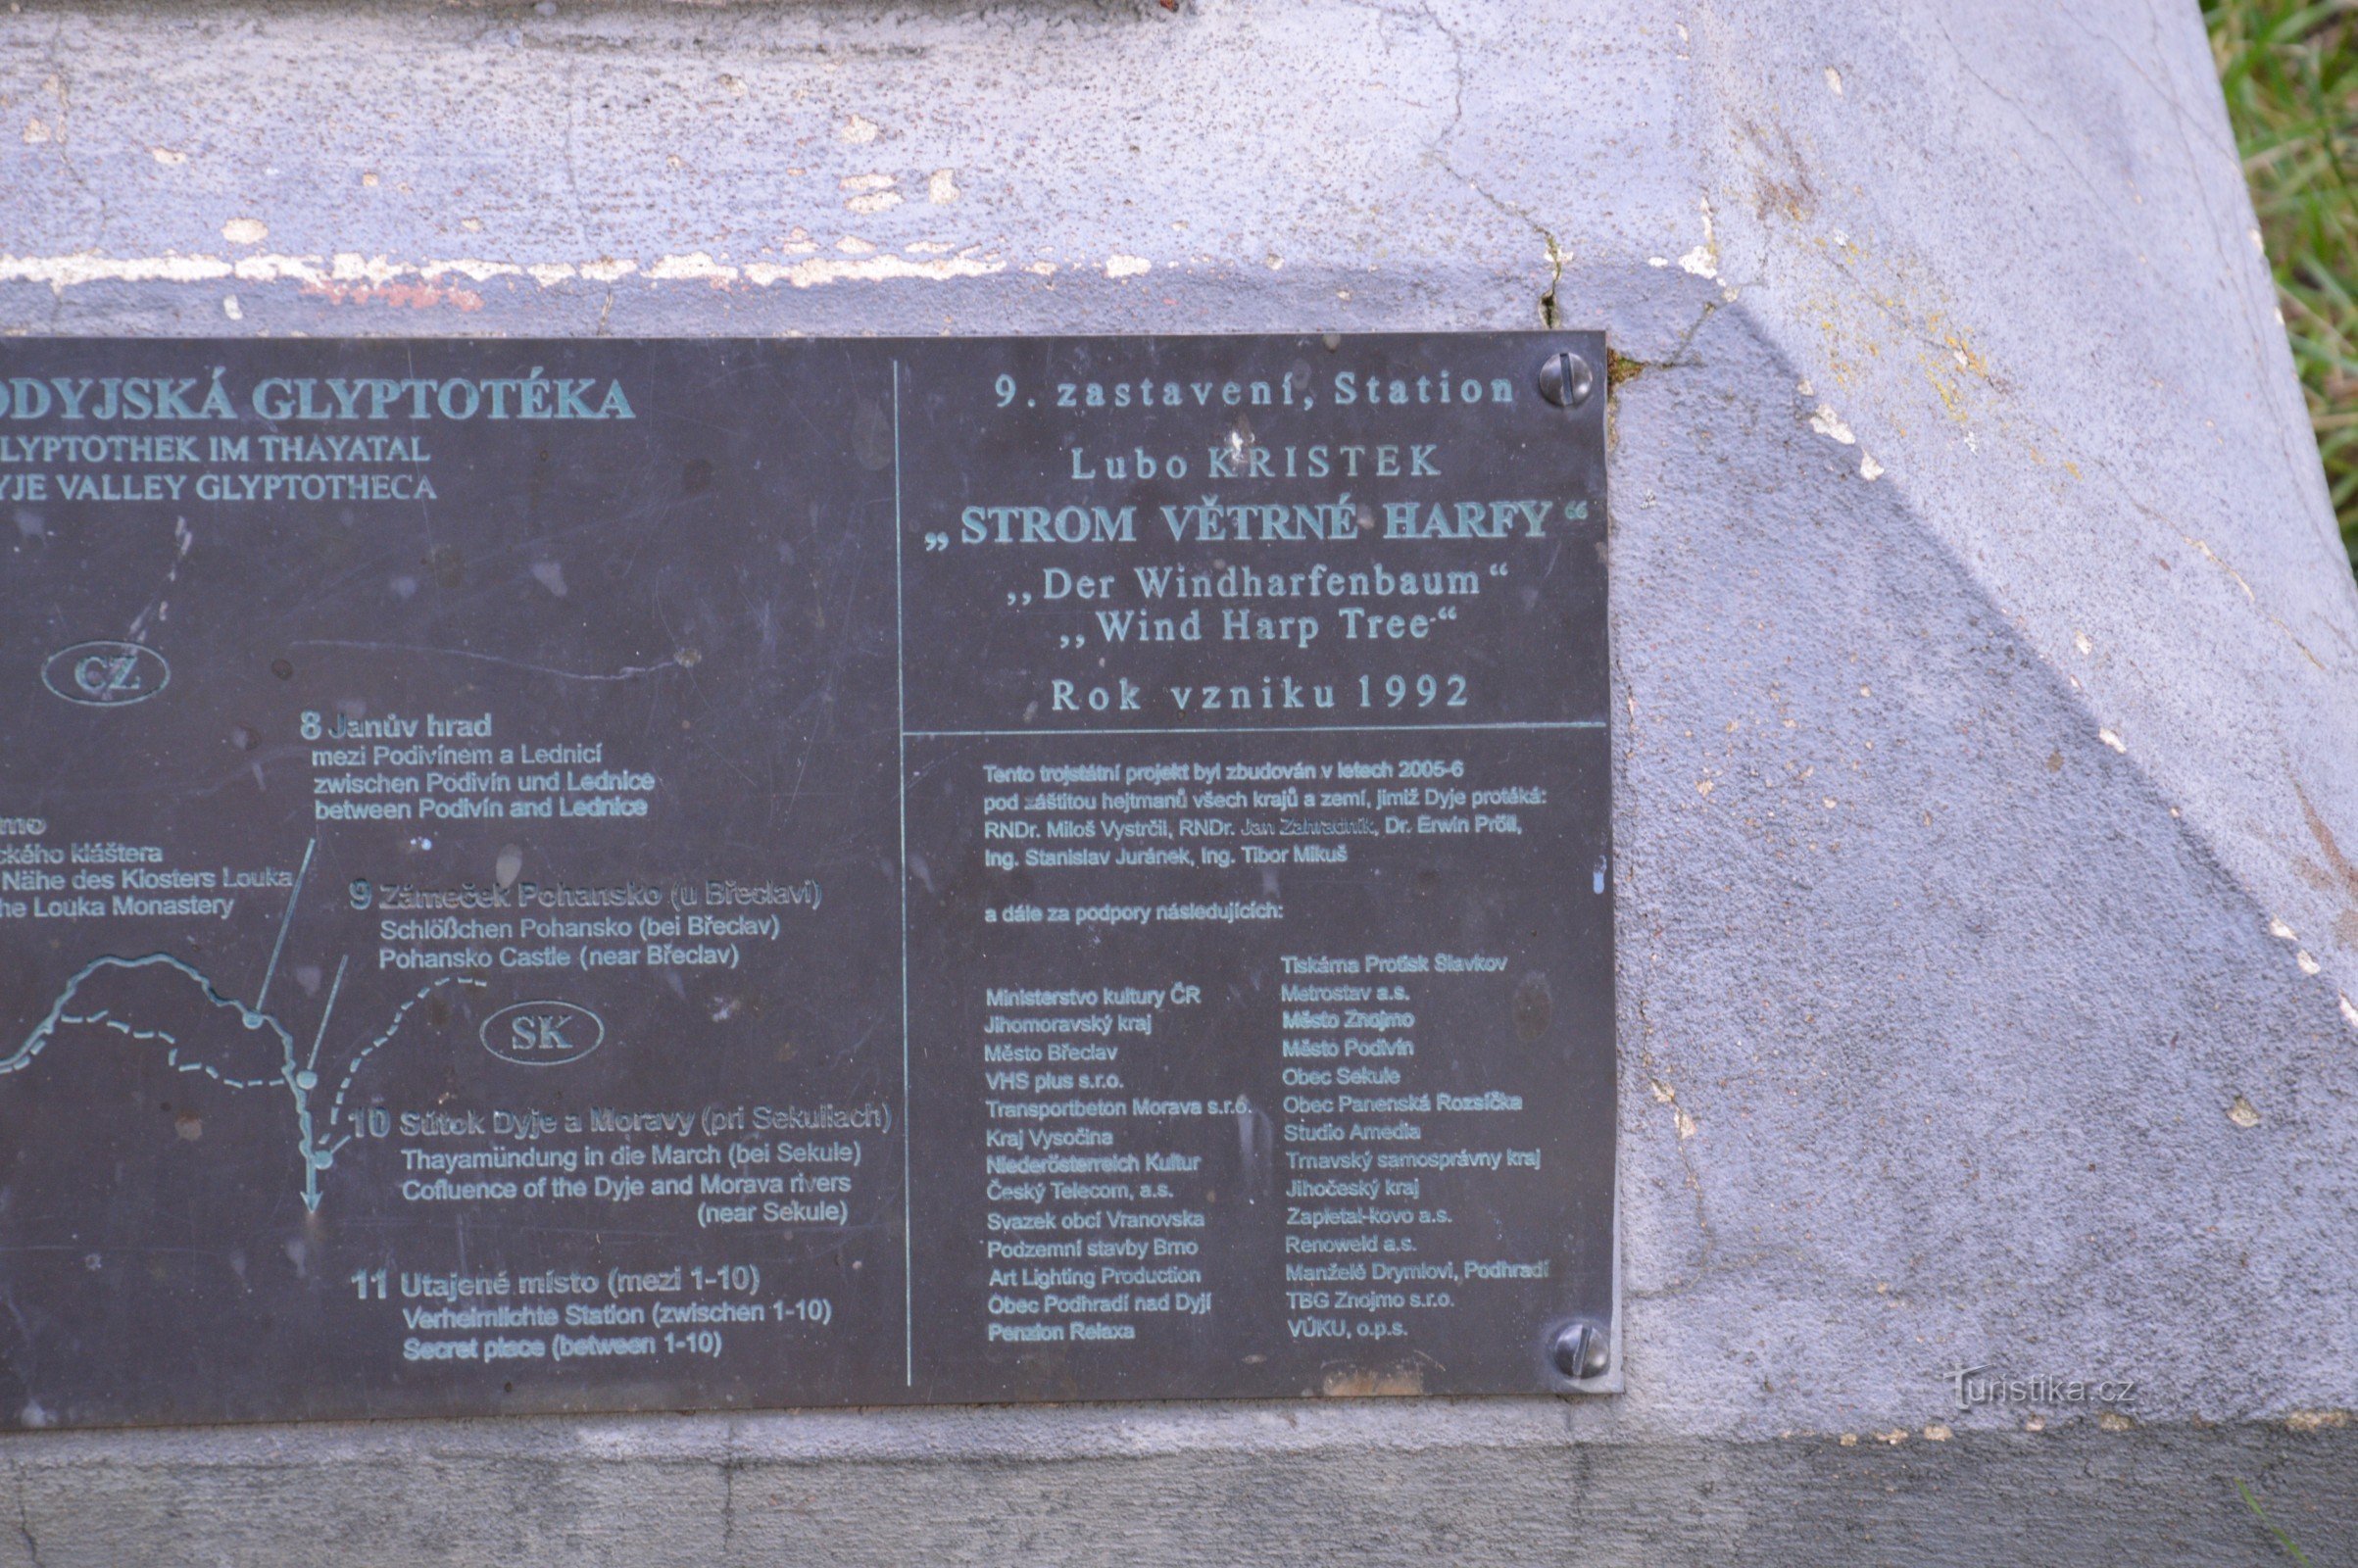 ODYJSKÁ GLYPTOTÉKA
LYPTOTHEK IM THAYATAL
YJE VALLEY GLYPTOTHECA
CZ
8 Janův hrad
mezi Podivínem a Lednicí
zwischen Podivín und Lednice
between Podivín and Lednice
mo
ckého kláštera
Nähe des Klosters Louka
he Louka Monastery
9 Zámeček Pohansko (u Břeclavi)
Schlößchen Pohansko (bei Břeclav)
Pohansko Castle (near Břeclav)
SK
10 Sútok Dyje a Moravy (pri Sekuliach)
Thayamündung in die March (bei Sekule)
Cofluence of the Dyje and Morava rivers
(near Sekule)
11 Utajené místo (mezi 1-10)
Verheimlichte Station (zwischen 1-10)
Secret place (between 1-10)
9. zastavení, Station
Lubo KRISTEK
„STROM VĚTRNÉ HARFY“
,,Der Windharfenbaum“
,,Wind Harp Tree“
Rok vzniku 1992
Tento trojstátní projekt byl zbudován v letech 2005-6
pod záštitou hejtmanů všech krajů a zemí, jimiž Dyje protéká:
RNDr. Miloš Vystrčil, RNDr. Jan Zahradník, Dr. Erwin Pröll,
Ing. Stanislav Juránek, Ing. Tibor Mikuš
a dále za podpory následujících:
Ministerstvo kultury ČR
Jihomoravský kraj
Město Břeclav
VHS plus s.r.o.
Transportbeton Morava s.r.o.
Kraj Vysočina
Niederösterreich Kultur
Český Telecom, a.s.
Svazek obcí Vranovska
Podzemní stavby Brno
Art Lighting Production
Obec Podhradí nad Dyjí
Penzion Relaxa
Tiskárna Protisk Slavkov
Metrostav a.s.
Město Znojmo
Město Podivín
Obec Sekule
Obec Panenská Rozsíčka
Studio Amedia
Trnavský samosprávny kraj
Jihočeský kraj
Zapletal-kovo a.s.
Renoweld a.s.
Manželé Drymlovi, Podhradí
TBG Znojmo s.r.o.
VÚKU, o.p.s.
Turistika.cz